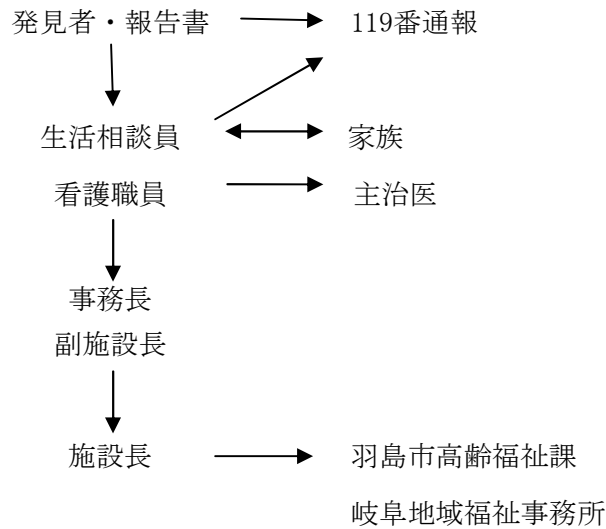 発見者・報告書 119番通報
生活相談員 家族
看護職員 主治医
事務長
副施設長
施設長 羽島市高齢福祉課
岐阜地域福祉事務所